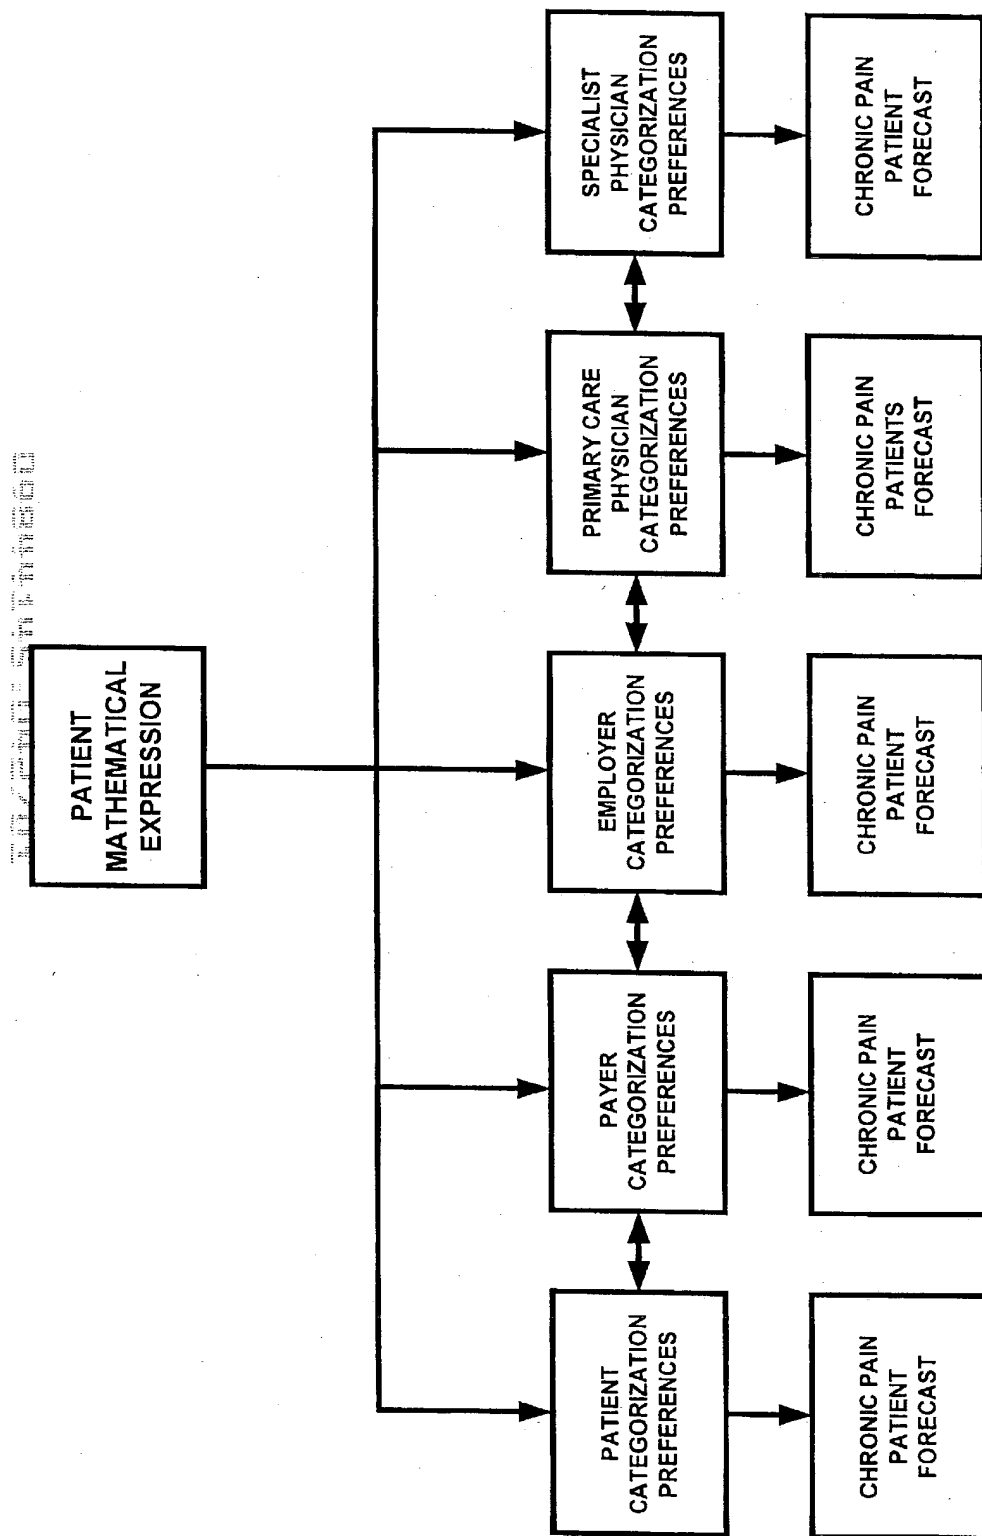 PATIENT
MATHEMATICAL
EXPRESSION
PATIENT
CATEGORIZATION
PREFERENCES
PAYER
CATEGORIZATION
PREFERENCES
EMPLOYER
CATEGORIZATION
PREFERENCES
PRIMARY CARE
PHYSICIAN
CATEGORIZATION
PREFERENCES
SPECIALIST
PHYSICIAN
CATEGORIZATION
PREFERENCES
CHRONIC PAIN
PATIENT
FORECAST
CHRONIC PAIN
PATIENT
FORECAST
CHRONIC PAIN
PATIENT
FORECAST
CHRONIC PAIN
PATIENTS
FORECAST
CHRONIC PAIN
PATIENT
FORECAST